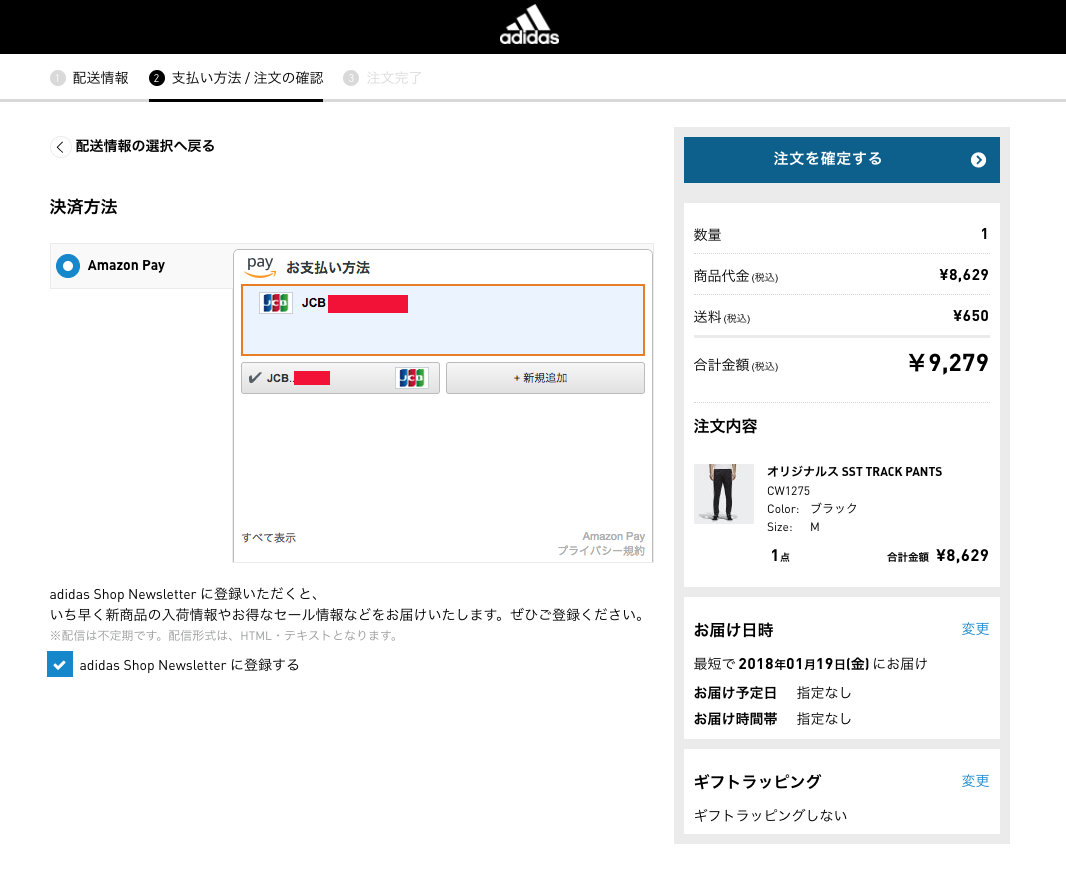 adidas
1 配送情報
2 支払い方法 / 注文の確認
3 注文完了
配送情報の選択へ戻る
決済方法
Amazon Pay
pay お支払い方法
JCB JCB
JCB.. JCB
+ 新規追加
すべて表示
Amazon Pay
プライバシー規約
adidas Shop Newsletter に登録いただくと、
いち早く新商品の入荷情報やお得なセール情報などをお届けいたします。ぜひご登録ください。
※配信は不定期です。配信形式は、HTML・テキストとなります。
adidas Shop Newsletter に登録する
注文を確定する
数量 1
商品代金(税込) ¥8,629
送料(税込) ¥650
合計金額(税込) ¥9,279
注文内容
オリジナルス SST TRACK PANTS
CW1275
Color: ブラック
Size: M
1点 合計金額 ¥8,629
お届け日時 変更
最短で 2018年01月19日(金) にお届け
お届け予定日 指定なし
お届け時間帯 指定なし
ギフトラッピング 変更
ギフトラッピングしない